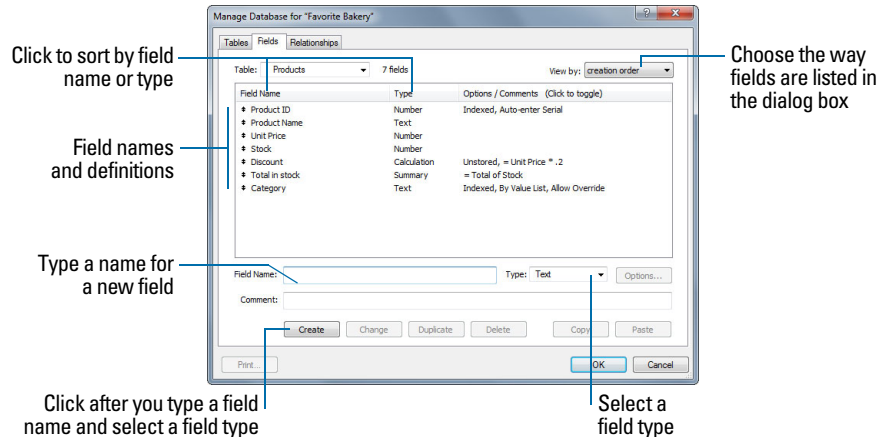 Manage Database for "Favorite Bakery"
Tables Fields Relationships
Click to sort by field
name or type
Table: Products 7 fields View by: creation order
Choose the way
fields are listed in
the dialog box
Field Name Type Options / Comments (Click to toggle)
Product ID Number Indexed, Auto-enter Serial
Product Name Text
Unit Price Number
Stock Number
Discount Calculation Unstored, = Unit Price * .2
Total in stock Summary = Total of Stock
Category Text Indexed, By Value List, Allow Override
Field names
and definitions
Type a name for
a new field
Field Name: Type: Text Options...
Comment:
Create Change Duplicate Delete Copy Paste
Print... OK Cancel
Click after you type a field
name and select a field type
Select a
field type